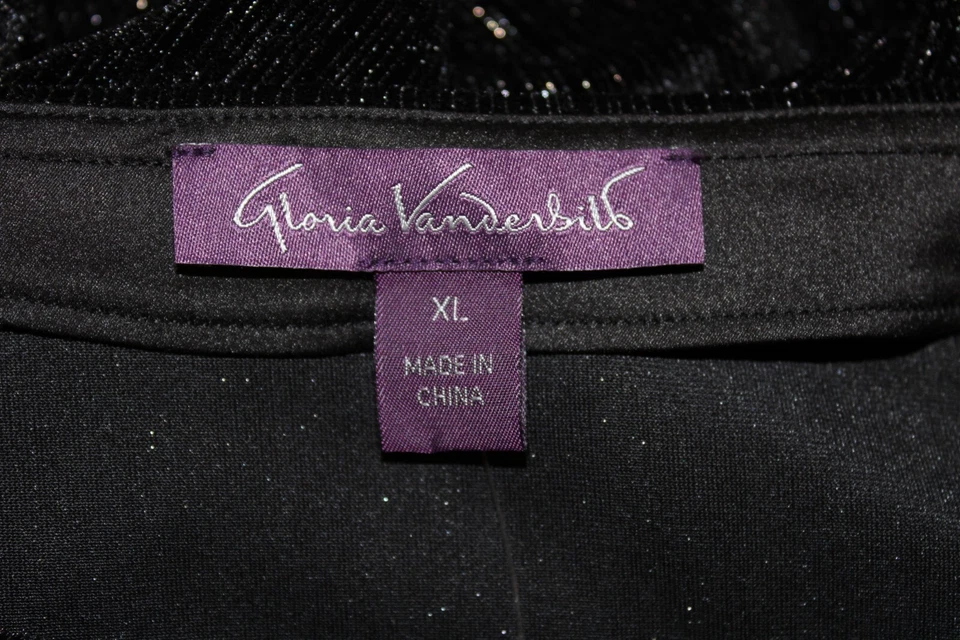 Gloria Vanderbilt
XL
MADE IN
CHINA